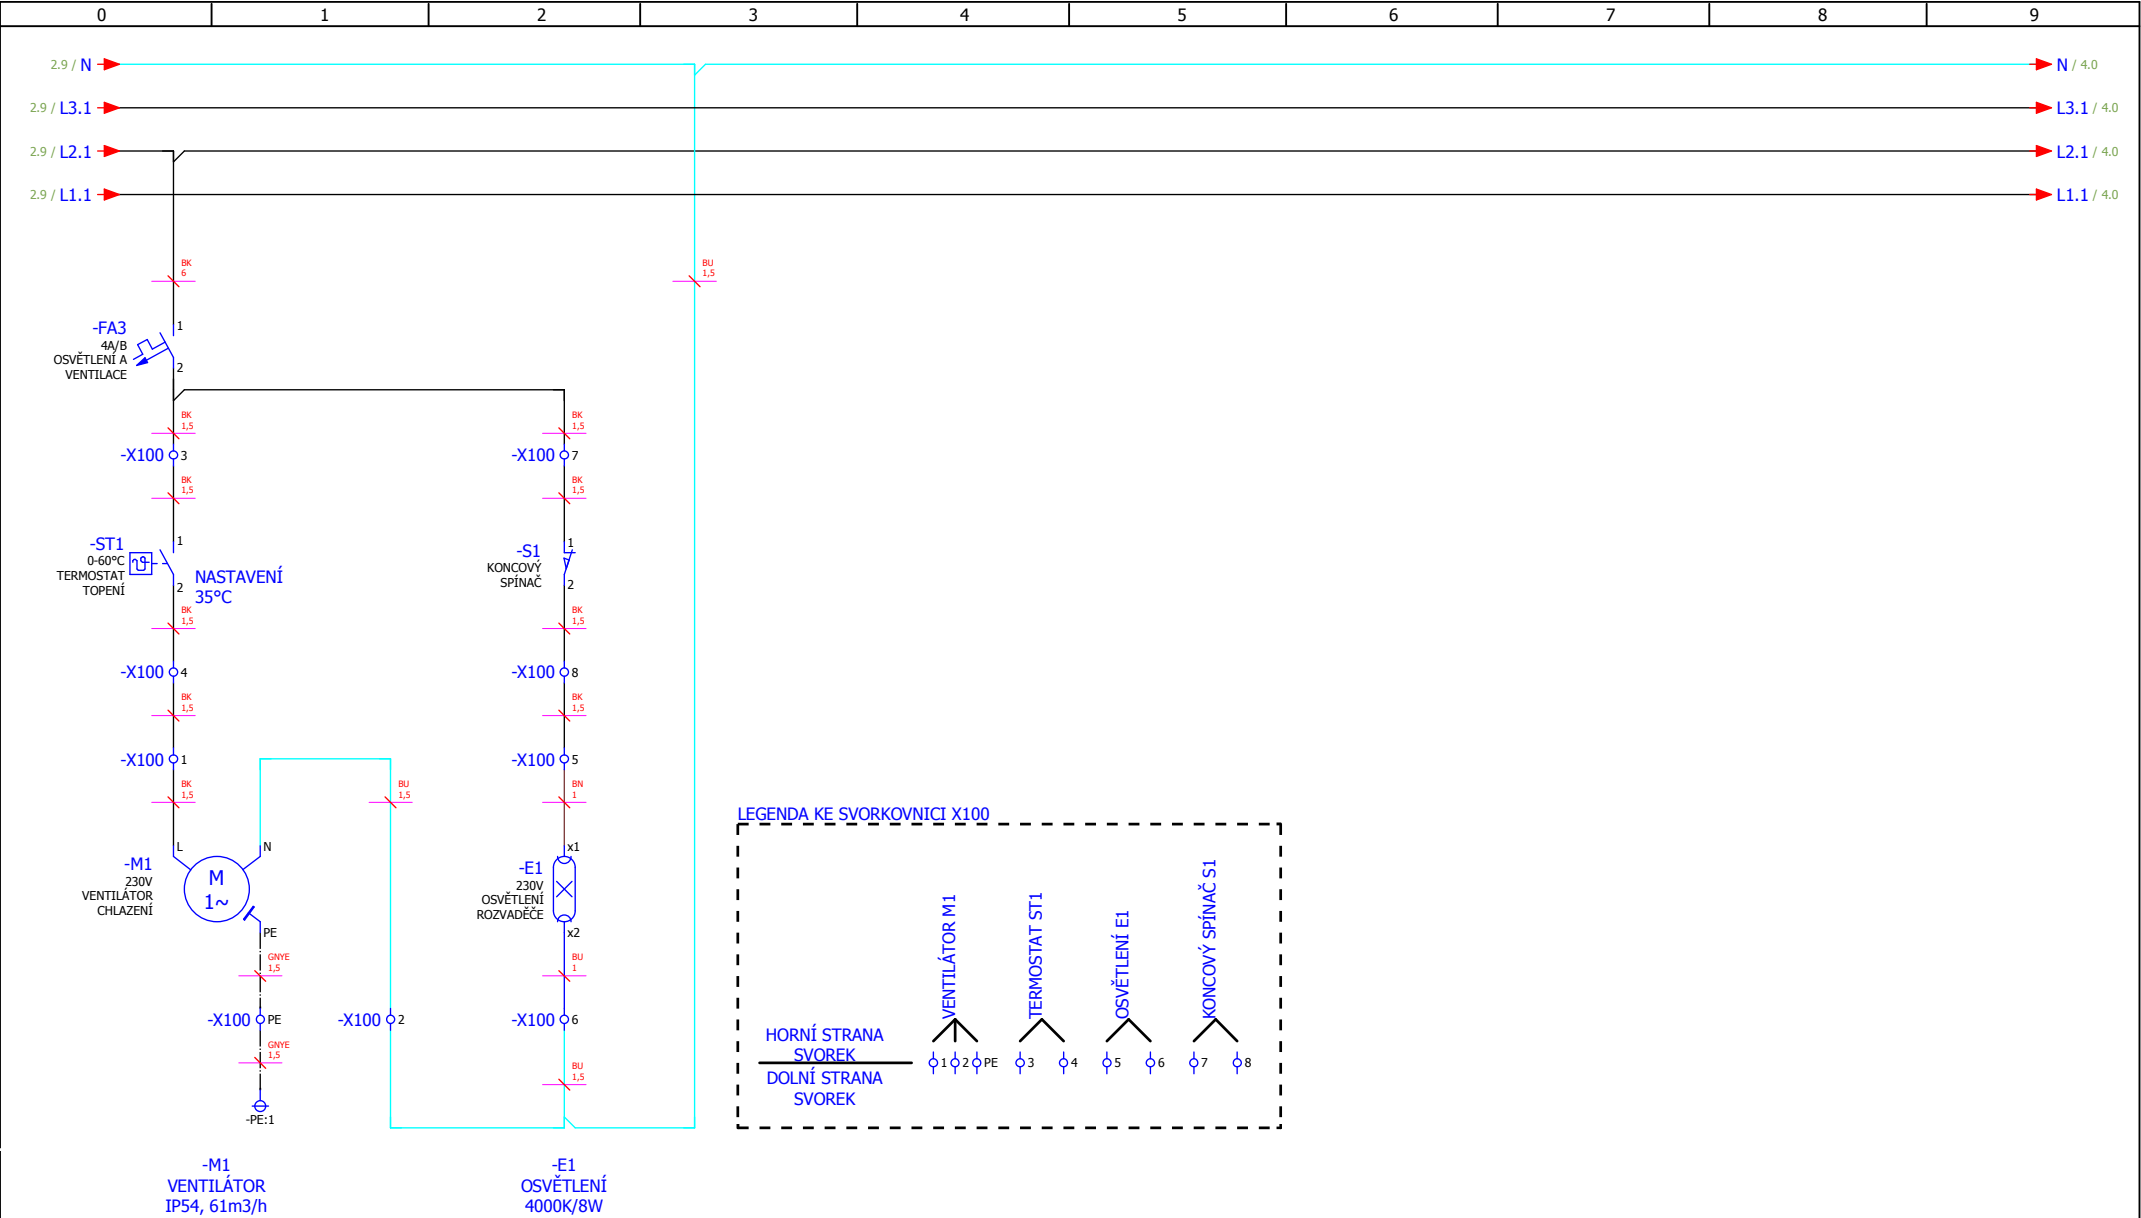 0 1 2 3 4 5 6 7 8 9
2.9 / N
N / 4.0
2.9 / L3.1
L3.1 / 4.0
2.9 / L2.1
L2.1 / 4.0
2.9 / L1.1
L1.1 / 4.0
BK
6
BU
1,5
-FA3
4A/B
OSVĚTLENÍ A
VENTILACE
1
2
BK
1,5
BK
1,5
-X100 3
-X100 7
BK
1,5
BK
1,5
-ST1
0-60°C
TERMOSTAT
TOPENÍ
1
2
NASTAVENÍ
35°C
-S1
KONCOVÝ
SPÍNAČ
1
2
BK
1,5
BK
1,5
-X100 4
-X100 8
BK
1,5
BK
1,5
-X100 1
-X100 5
BK
1,5
BU
1,5
BN
1
-M1
230V
VENTILÁTOR
CHLAZENÍ
L
N
M
1~
PE
-E1
230V
OSVĚTLENÍ
ROZVADĚČE
x1
x2
GNYE
1,5
BU
1
-X100 PE
-X100 2
-X100 6
GNYE
1,5
BU
1,5
-PE:1
LEGENDA KE SVORKOVNICI X100
VENTILÁTOR M1
TERMOSTAT ST1
OSVĚTLENÍ E1
KONCOVÝ SPÍNAČ S1
HORNÍ STRANA
SVOREK
1 2 PE 3 4 5 6 7 8
DOLNÍ STRANA
SVOREK
-M1
VENTILÁTOR
IP54, 61m3/h
-E1
OSVĚTLENÍ
4000K/8W